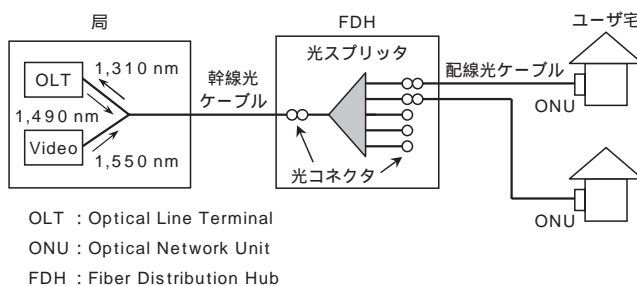 局
FDH
ユーザ宅
光スプリッタ
OLT
1,310 nm
幹線光
ケーブル
配線光ケーブル
ONU
1,490 nm
Video
1,550 nm
光コネクタ
ONU
OLT : Optical Line Terminal
ONU : Optical Network Unit
FDH : Fiber Distribution Hub